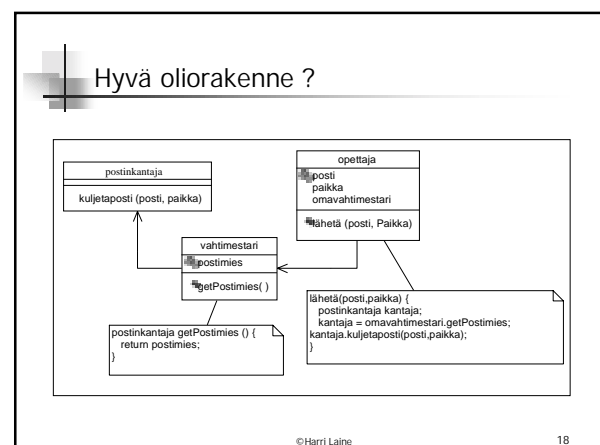 Hyvä oliorakenne ?
postinkantaja
kuljetaposti (posti, paikka)
opettaja
posti
paikka
omavahtimestari
lähetä (posti, Paikka)
vahtimestari
postimies
getPostimies( )
postinkantaja getPostimies () {
return postimies;
}
lähetä(posti,paikka) {
postinkantaja kantaja;
kantaja = omavahtimestari.getPostimies;
kantaja.kuljetaposti(posti,paikka);
}
©Harri Laine
18